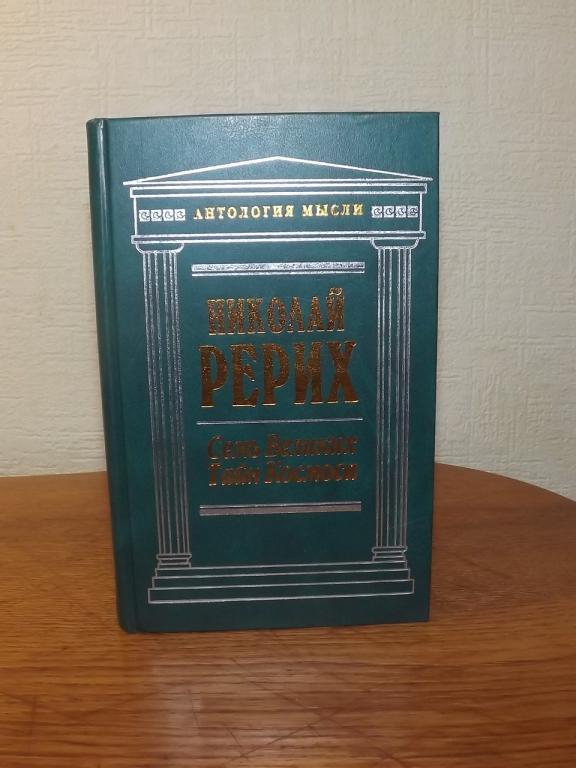 АНТОЛОГИЯ МЫСЛИ
НИКОЛАЙ
РЕРИХ
Семь Великих
Тайн Космоса